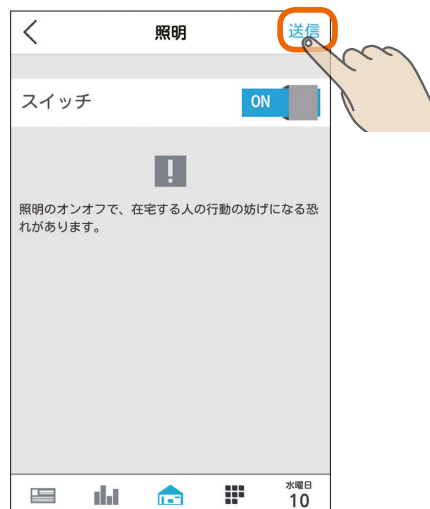 照明 送信
スイッチ ON
照明のオンオフで、在宅する人の行動の妨げになる恐
れがあります。
水曜日
10